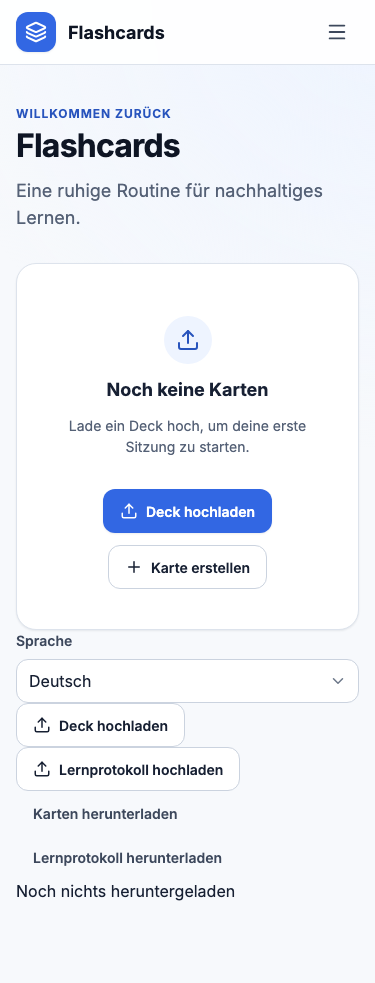 Flashcards
WILLKOMMEN ZURÜCK
Flashcards
Eine ruhige Routine für nachhaltiges
Lernen.
Noch keine Karten
Lade ein Deck hoch, um deine erste
Sitzung zu starten.
Deck hochladen
Karte erstellen
Sprache
Deutsch
Deck hochladen
Lernprotokoll hochladen
Karten herunterladen
Lernprotokoll herunterladen
Noch nichts heruntergeladen